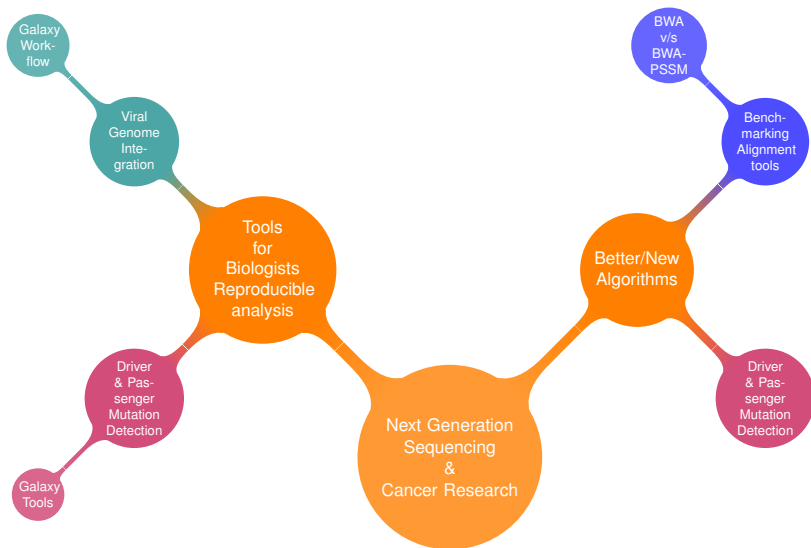 Galaxy
Work-
flow
Viral
Genome
Inte-
gration
Tools
for
Biologists
Reproducible
analysis
Driver
& Pas-
senger
Mutation
Detection
Galaxy
Tools
Next Generation
Sequencing
&
Cancer Research
BWA
v/s
BWA-
PSSM
Bench-
marking
Alignment
tools
Better/New
Algorithms
Driver
& Pas-
senger
Mutation
Detection